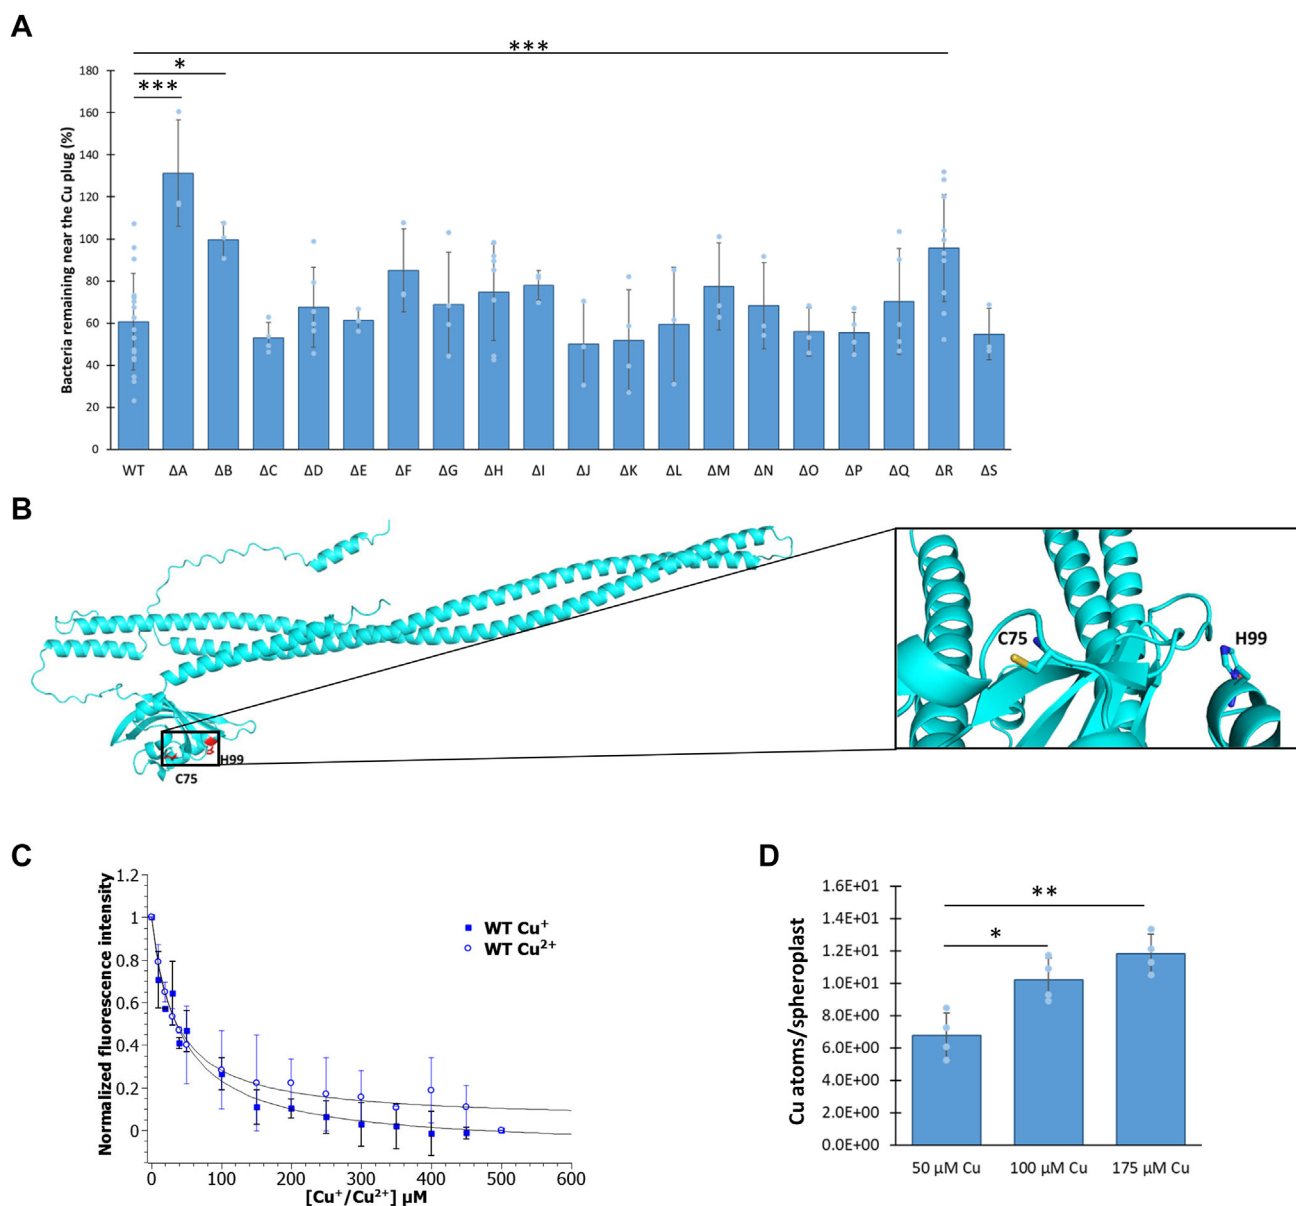 A
***
*
***
Bacteria remaining near the Cu plug (%)
180
160
140
120
100
80
60
40
20
0
WT ΔA ΔB ΔC ΔD ΔE ΔF ΔG ΔH ΔI ΔJ ΔK ΔL ΔM ΔN ΔO ΔP ΔQ ΔR ΔS
B
C75
H99
C75
H99
C
Normalized fluorescence intensity
1.2
1
0.8
0.6
0.4
0.2
0
WT Cu⁺
WT Cu²⁺
0 100 200 300 400 500 600
[Cu⁺/Cu²⁺] µM
D
Cu atoms/spheroplast
1.6E+01
1.4E+01
1.2E+01
1.0E+01
8.0E+00
6.0E+00
4.0E+00
2.0E+00
0.0E+00
**
*
50 µM Cu 100 µM Cu 175 µM Cu